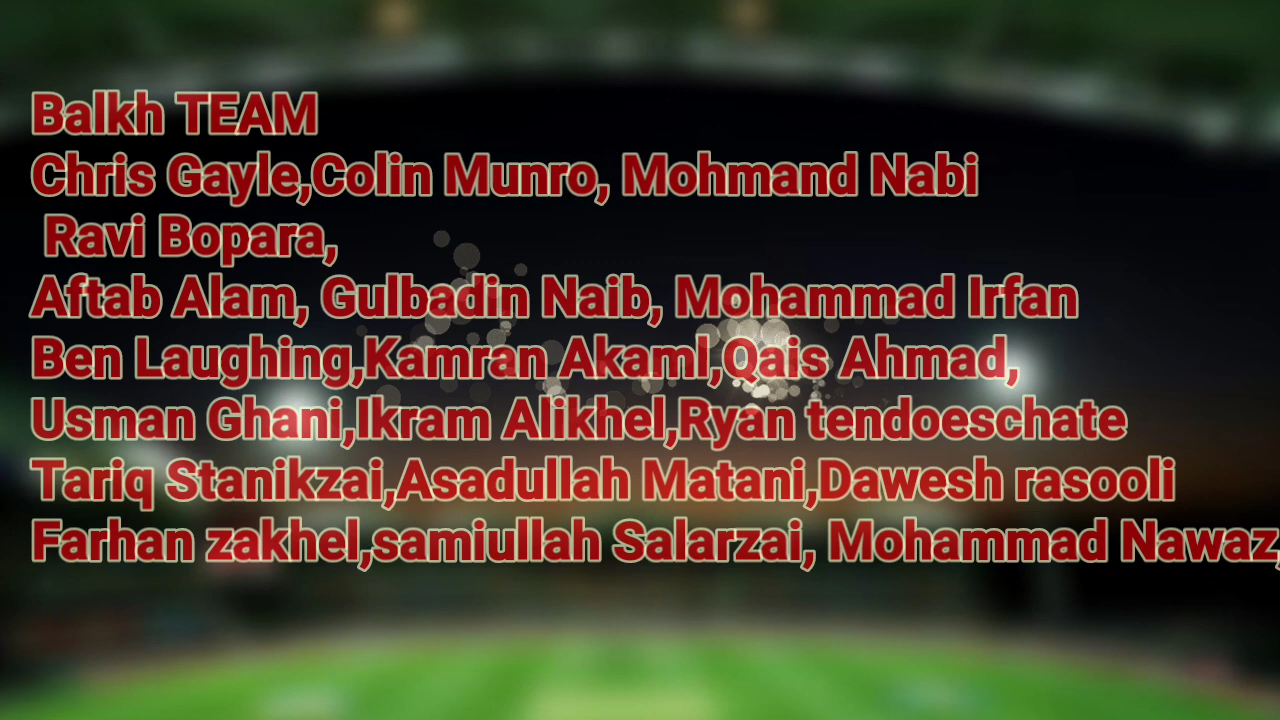 Balkh TEAM
Chris Gayle,Colin Munro, Mohmand Nabi
Ravi Bopara,
Aftab Alam, Gulbadin Naib, Mohammad Irfan
Ben Laughing,Kamran Akaml,Qais Ahmad,
Usman Ghani,Ikram Alikhel,Ryan tendoeschate
Tariq Stanikzai,Asadullah Matani,Dawesh rasooli
Farhan zakhel,samiullah Salarzai, Mohammad Nawaz,